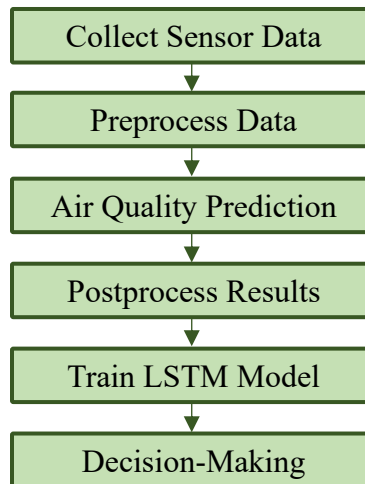 Collect Sensor Data
Preprocess Data
Air Quality Prediction
Postprocess Results
Train LSTM Model
Decision-Making